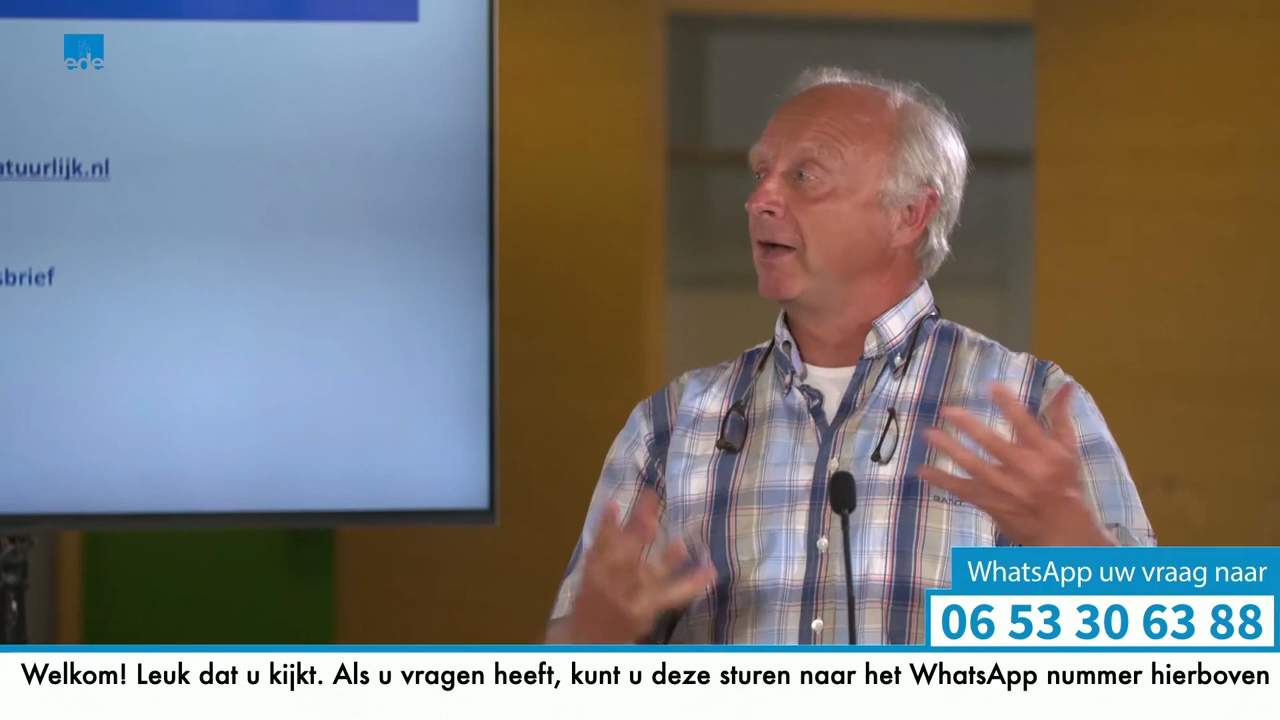 ede
atuurlijk.nl
sbrief
GANT
WhatsApp uw vraag naar
06 53 30 63 88
Welkom! Leuk dat u kijkt. Als u vragen heeft, kunt u deze sturen naar het WhatsApp nummer hierboven